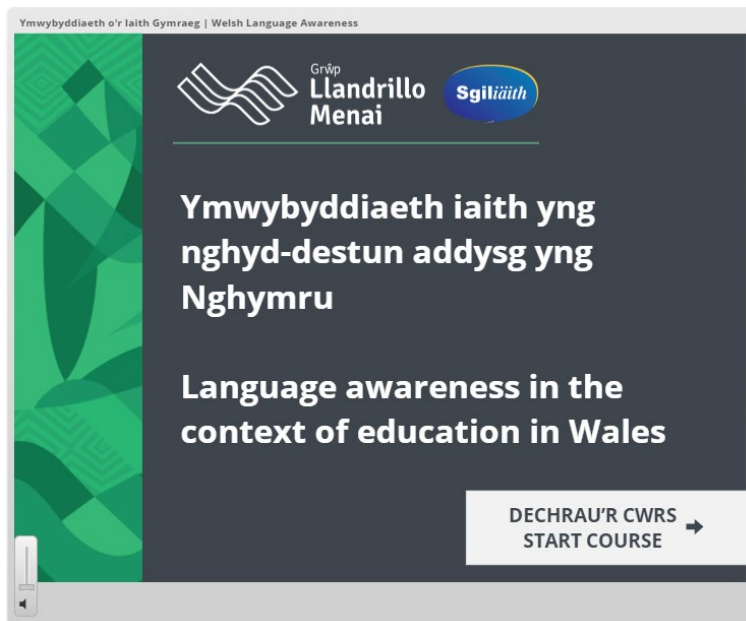 Ymwybyddiaeth o'r Iaith Gymraeg | Welsh Language Awareness
Grŵp
Llandrillo
Menai
Sgiliaith
Ymwybyddiaeth iaith yng
nghyd-destun addysg yng
Nghymru
Language awareness in the
context of education in Wales
DECHRAU'R CWRS
START COURSE